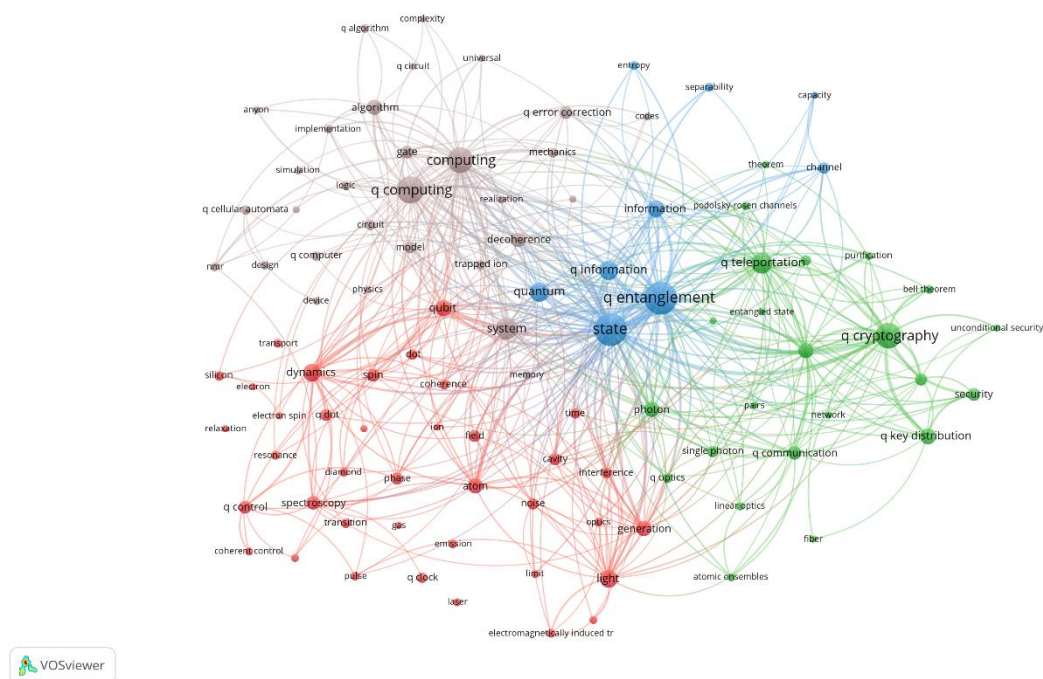 complexity
q algorithm
universal
q circuit
entropy
separability
capacity
algorithm
anyon
q error correction
codes
implementation
gate
computing
mechanics
theorem
channel
simulation
logic
q computing
realization
podolsky-rosen channels
q cellular automata
information
circuit
decoherence
model
q computer
purification
nmr
design
trapped ion
q information
q teleportation
physics
device
quantum
q entanglement
bell theorem
qubit
entangled state
system
state
q cryptography
unconditional security
transport
dot
silicon
dynamics
spin
memory
electron
coherence
security
electron spin
q dot
time
photon
pairs
network
relaxation
ion
field
q key distribution
resonance
cavity
single photon
q communication
diamond
phase
interference
q optics
atom
q control
spectroscopy
noise
linear optics
transition
gas
optics
generation
coherent control
emission
fiber
pulse
q clock
limit
light
atomic ensembles
laser
electromagnetically induced tr
VOSviewer